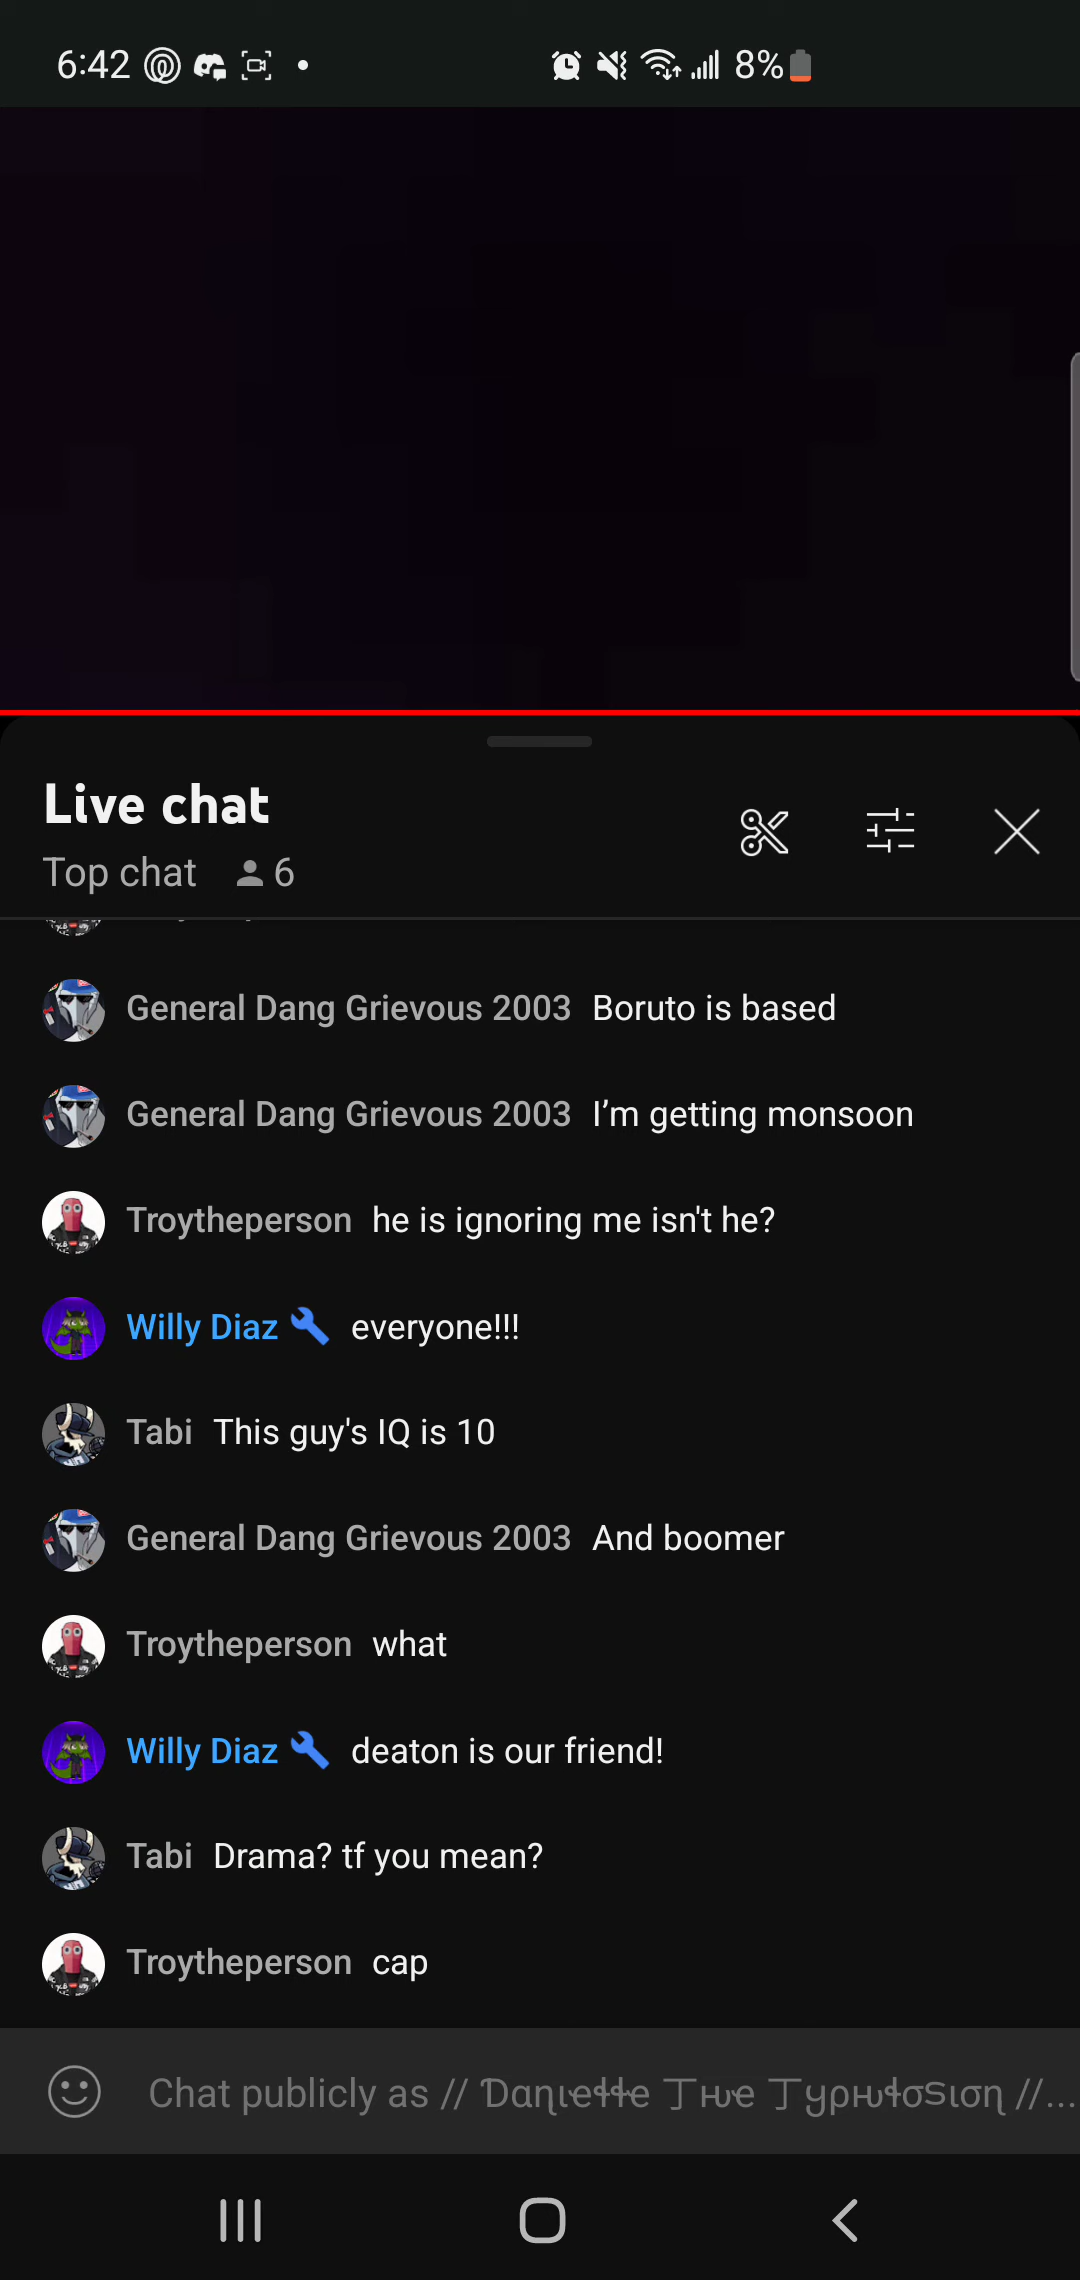 6:42
8%
Live chat
Top chat 6
General Dang Grievous 2003 Boruto is based
General Dang Grievous 2003 I’m getting monsoon
Troytheperson he is ignoring me isn't he?
Willy Diaz everyone!!!
Tabi This guy's IQ is 10
General Dang Grievous 2003 And boomer
Troytheperson what
Willy Diaz deaton is our friend!
Tabi Drama? tf you mean?
Troytheperson cap
Chat publicly as //